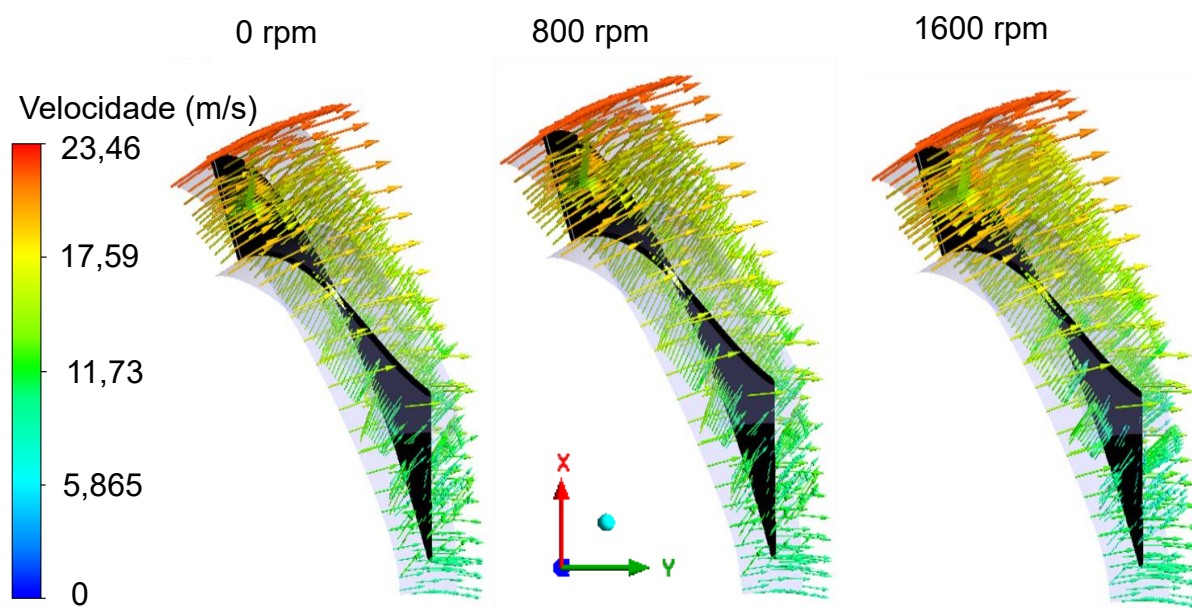 0 rpm
800 rpm
1600 rpm
Velocidade (m/s)
23,46
17,59
11,73
5,865
0
X
Y